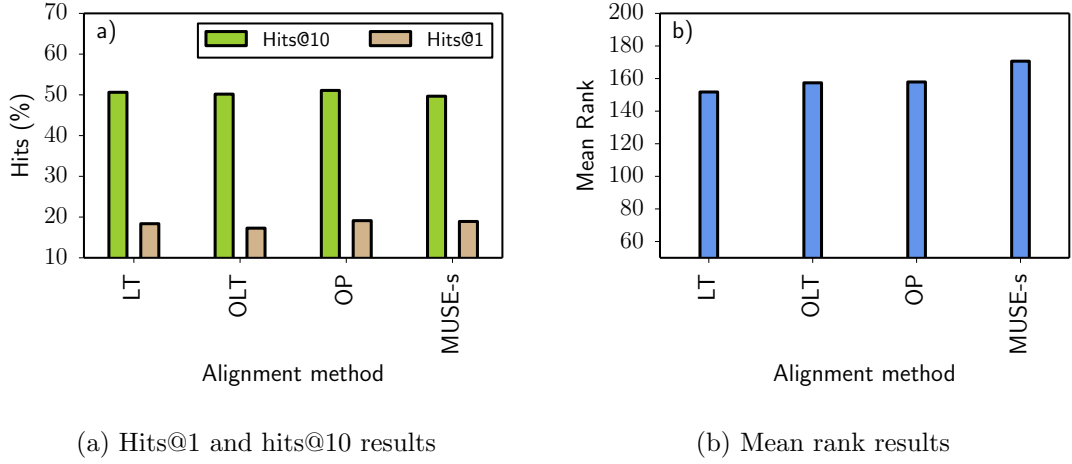 a)
Hits@10
Hits@1
70
60
50
40
30
20
10
Hits (%)
LT
OLT
OP
MUSE-s
Alignment method
(a) Hits@1 and hits@10 results
b)
200
180
160
140
120
100
80
60
Mean Rank
LT
OLT
OP
MUSE-s
Alignment method
(b) Mean rank results